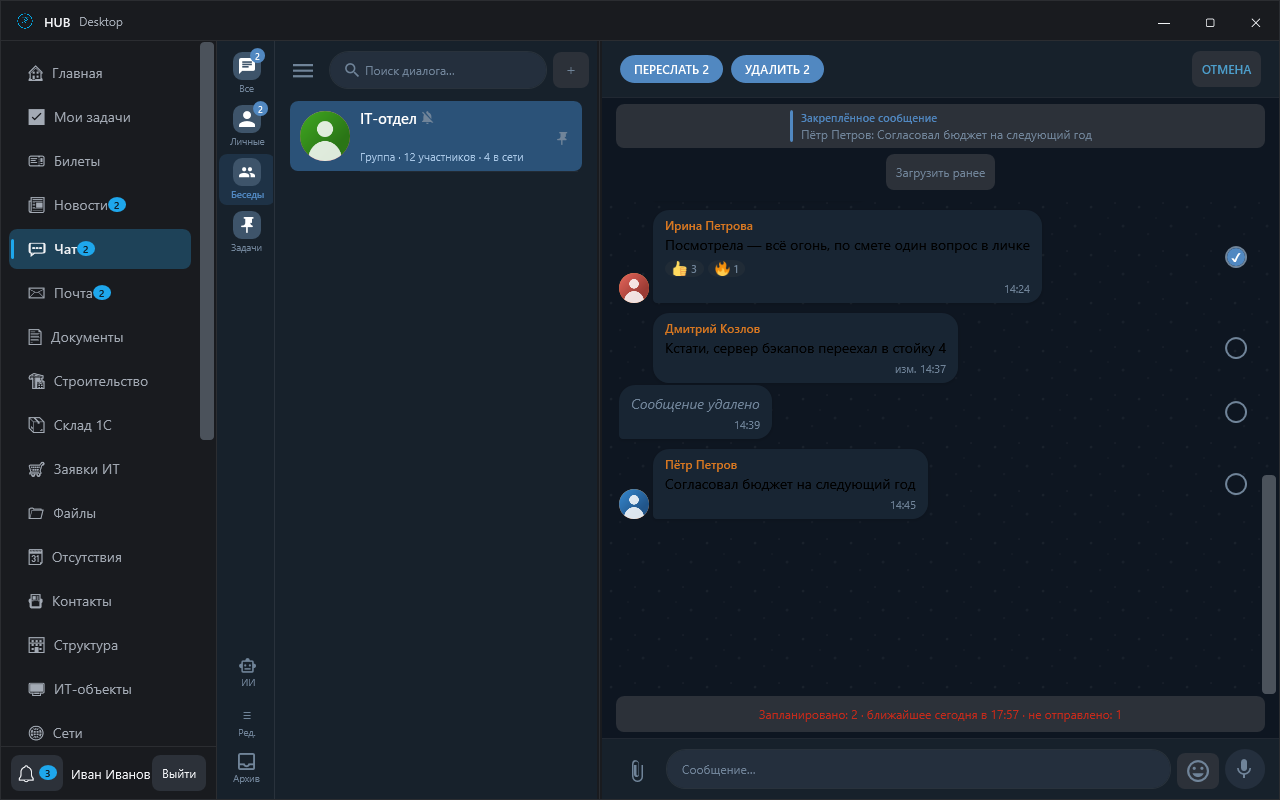 HUB Desktop
Главная
Мои задачи
Билеты
Новости 2
Чат 2
Почта 2
Документы
Строительство
Склад 1С
Заявки ИТ
Файлы
31 Отсутствия
Контакты
Структура
ИТ-объекты
Сети
3 Иван Иванов Выйти
2
Все
2
Личные
Беседы
Задачи
ИИ
Ред.
Архив
Поиск диалога... +
IT-отдел
Группа · 12 участников · 4 в сети
ПЕРЕСЛАТЬ 2 УДАЛИТЬ 2 ОТМЕНА
Закреплённое сообщение
Пётр Петров: Согласовал бюджет на следующий год
Загрузить ранее
Ирина Петрова
Посмотрела — всё огонь, по смете один вопрос в личке
👍 3 🔥 1
14:24
Дмитрий Козлов
Кстати, сервер бэкапов переехал в стойку 4
изм. 14:37
Сообщение удалено
14:39
Пётр Петров
Согласовал бюджет на следующий год
14:45
Запланировано: 2 · ближайшее сегодня в 17:57 · не отправлено: 1
Сообщение...